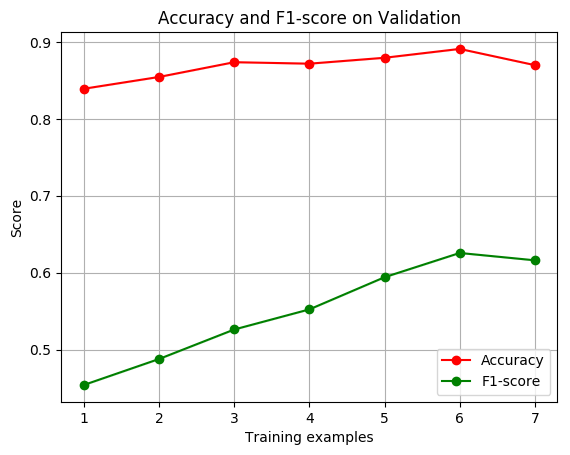 Accuracy and F1-score on Validation
Score
0.9
0.8
0.7
0.6
0.5
Accuracy
F1-score
1 2 3 4 5 6 7
Training examples